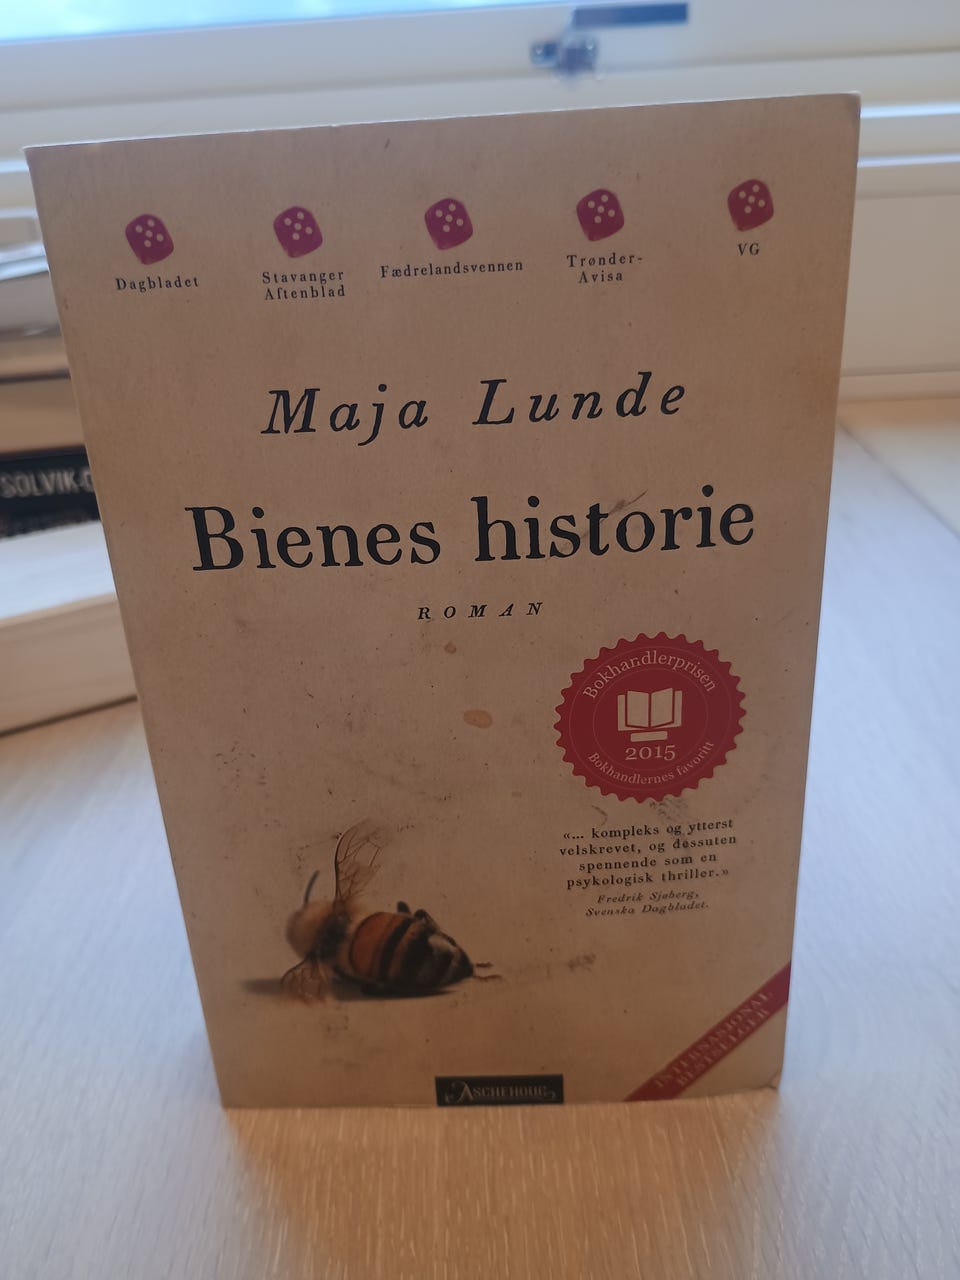 Dagbladet
Stavanger
Aftenblad
Fædrelandsvennen
Trønder-
Avisa
VG
Maja Lunde
Bienes historie
ROMAN
Bokhandlerprisen
2015
Bokhandlernes favoritt
«... kompleks og ytterst
velskrevet, og dessuten
spennende som en
psykologisk thriller.»
Fredrik Sjøberg,
Svenska Dagbladet.
INTERNASJONAL
BESTSELGER
ASCHEHOUG
SOLVIK-